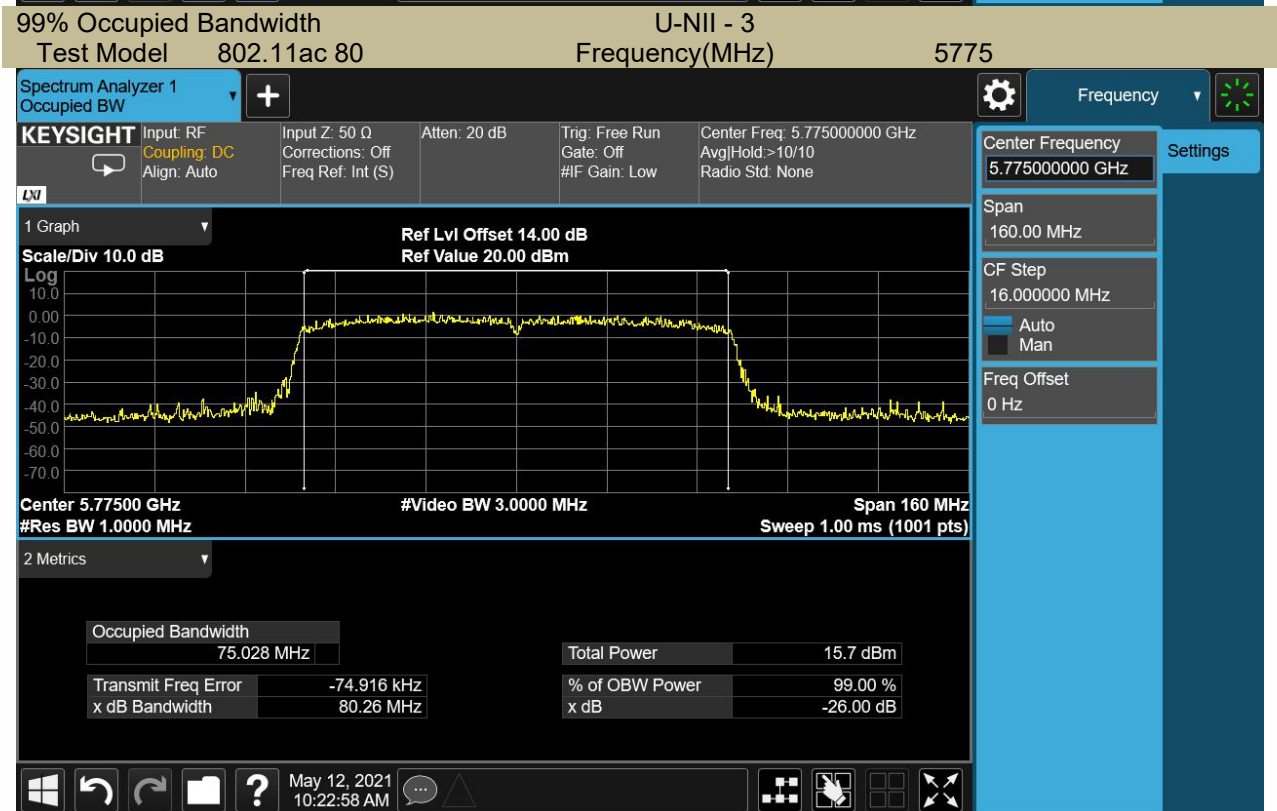 99% Occupied Bandwidth U-NII - 3
Test Model 802.11ac 80 Frequency(MHz) 5775
Spectrum Analyzer 1
Occupied BW
+
Frequency
KEYSIGHT
LXI
Input: RF
Coupling: DC
Align: Auto
Input Z: 50 Ω
Corrections: Off
Freq Ref: Int (S)
Atten: 20 dB
Trig: Free Run
Gate: Off
#IF Gain: Low
Center Freq: 5.775000000 GHz
Avg|Hold:>10/10
Radio Std: None
Center Frequency
5.775000000 GHz
Settings
Span
160.00 MHz
CF Step
16.000000 MHz
Auto
Man
Freq Offset
0 Hz
1 Graph
Scale/Div 10.0 dB
Ref Lvl Offset 14.00 dB
Ref Value 20.00 dBm
Log
10.0
0.00
-10.0
-20.0
-30.0
-40.0
-50.0
-60.0
-70.0
Center 5.77500 GHz #Video BW 3.0000 MHz Span 160 MHz
#Res BW 1.0000 MHz Sweep 1.00 ms (1001 pts)
2 Metrics
Occupied Bandwidth
75.028 MHz
Total Power 15.7 dBm
Transmit Freq Error -74.916 kHz
% of OBW Power 99.00 %
x dB Bandwidth 80.26 MHz
x dB -26.00 dB
?
May 12, 2021
10:22:58 AM